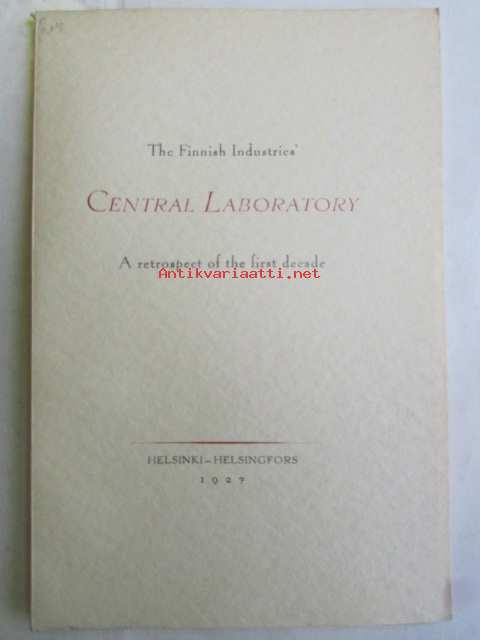 The Finnish Industries'
CENTRAL LABORATORY
A retrospect of the first decade
Antikvariaatti.net
HELSINKI–HELSINGFORS
1927